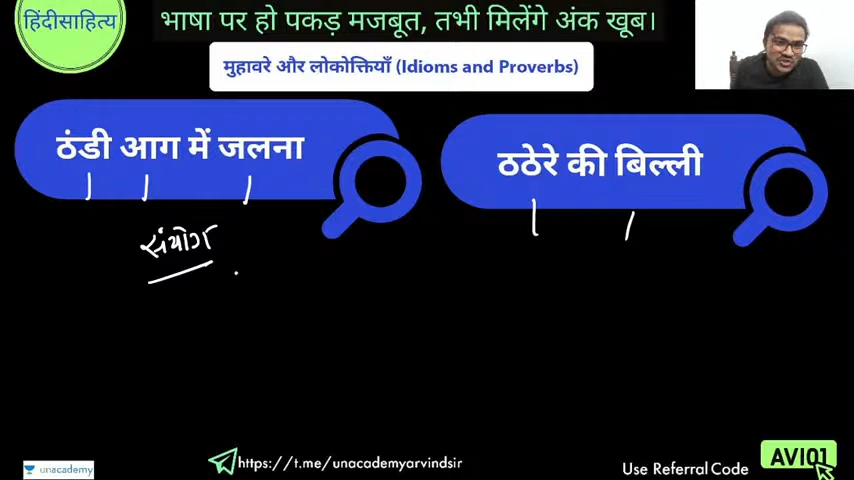 हिंदीसाहित्य
भाषा पर हो पकड़ मजबूत, तभी मिलेंगे अंक खूब।
मुहावरे और लोकोक्तियाँ (Idioms and Proverbs)
ठंडी आग में जलना
ठठेरे की बिल्ली
संयोग
unacademy
https://t.me/unacademyarvindsir
Use Referral Code
AVI01